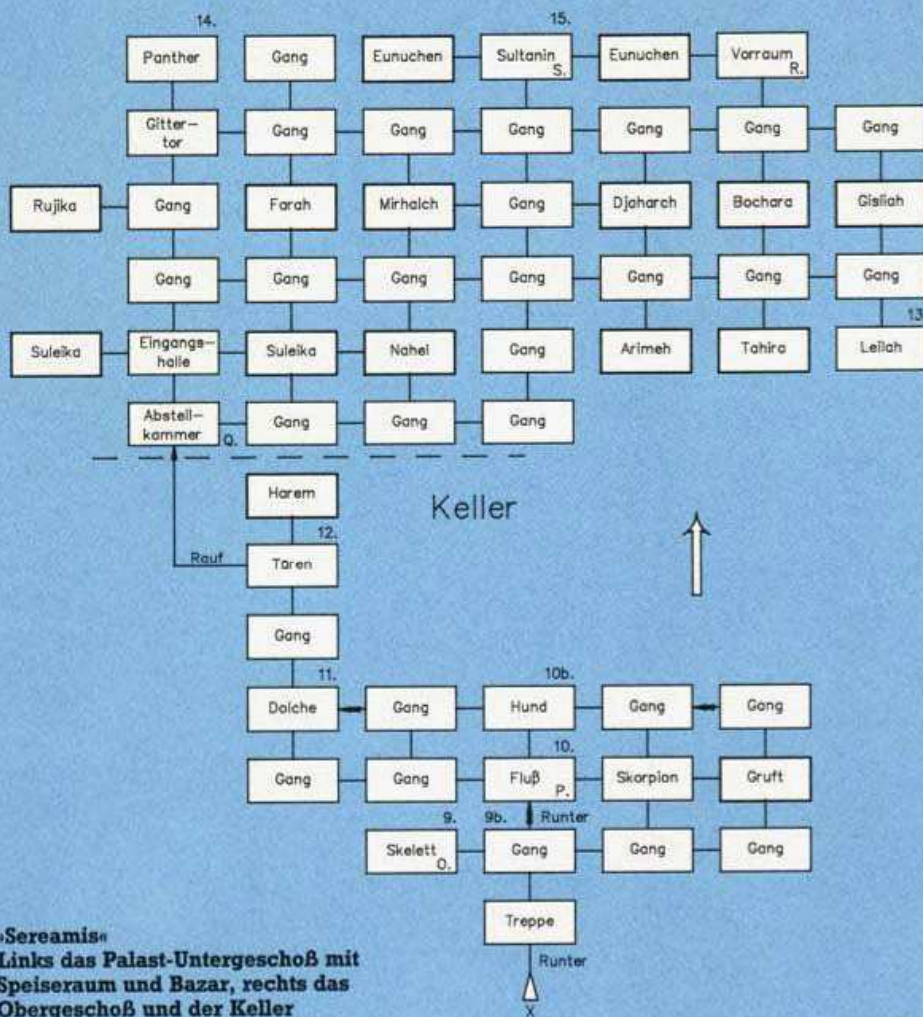 14. 15.
Panther Gang Eunuchen Sultanin S. Eunuchen Vorraum R.
Gitter-
tor Gang Gang Gang Gang Gang Gang
Rujika Gang Farah Mirhalch Gang Djaharch Bochara Gisliah
Gang Gang Gang Gang Gang Gang Gang
13.
Suleika Eingangs-
halle Suleika Nahel Gang Arimeh Tahira Leilah
Abstell-
kammer Q. Gang Gang Gang
Harem
Keller
12.
Rauf Türen
Gang
11. 10b.
Dolche Gang Hund Gang Gang
10.
Gang Gang Fluß P. Skorpion Gruft
9. 9b. Runter
Skelett O. Gang Gang Gang
Treppe
Runter
X
»Sereamis«
Links das Palast-Untergeschoß mit
Speiseraum und Bazar, rechts das
Obergeschoß und der Keller